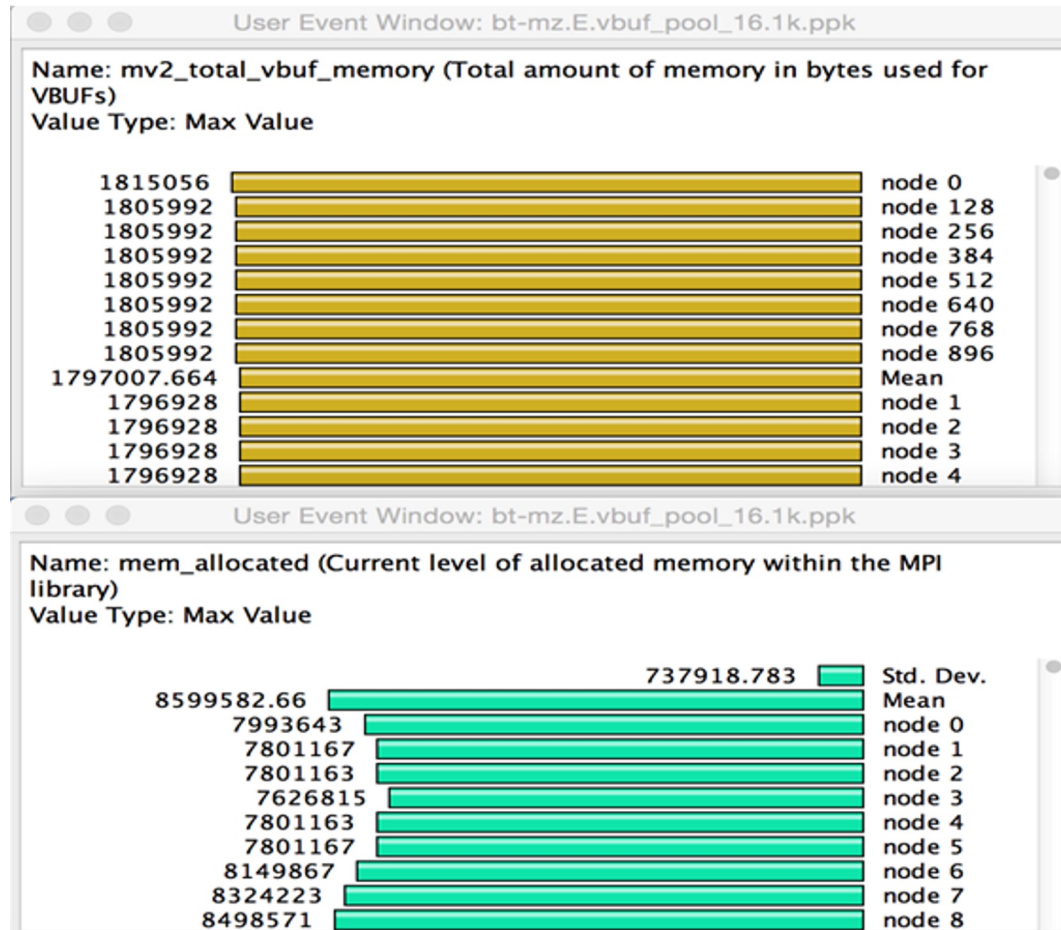 User Event Window: bt-mz.E.vbuf_pool_16.1k.ppk
Name: mv2_total_vbuf_memory (Total amount of memory in bytes used for
VBUFs)
Value Type: Max Value
1815056 node 0
1805992 node 128
1805992 node 256
1805992 node 384
1805992 node 512
1805992 node 640
1805992 node 768
1805992 node 896
1797007.664 Mean
1796928 node 1
1796928 node 2
1796928 node 3
1796928 node 4
User Event Window: bt-mz.E.vbuf_pool_16.1k.ppk
Name: mem_allocated (Current level of allocated memory within the MPI
library)
Value Type: Max Value
737918.783 Std. Dev.
8599582.66 Mean
7993643 node 0
7801167 node 1
7801163 node 2
7626815 node 3
7801163 node 4
7801167 node 5
8149867 node 6
8324223 node 7
8498571 node 8